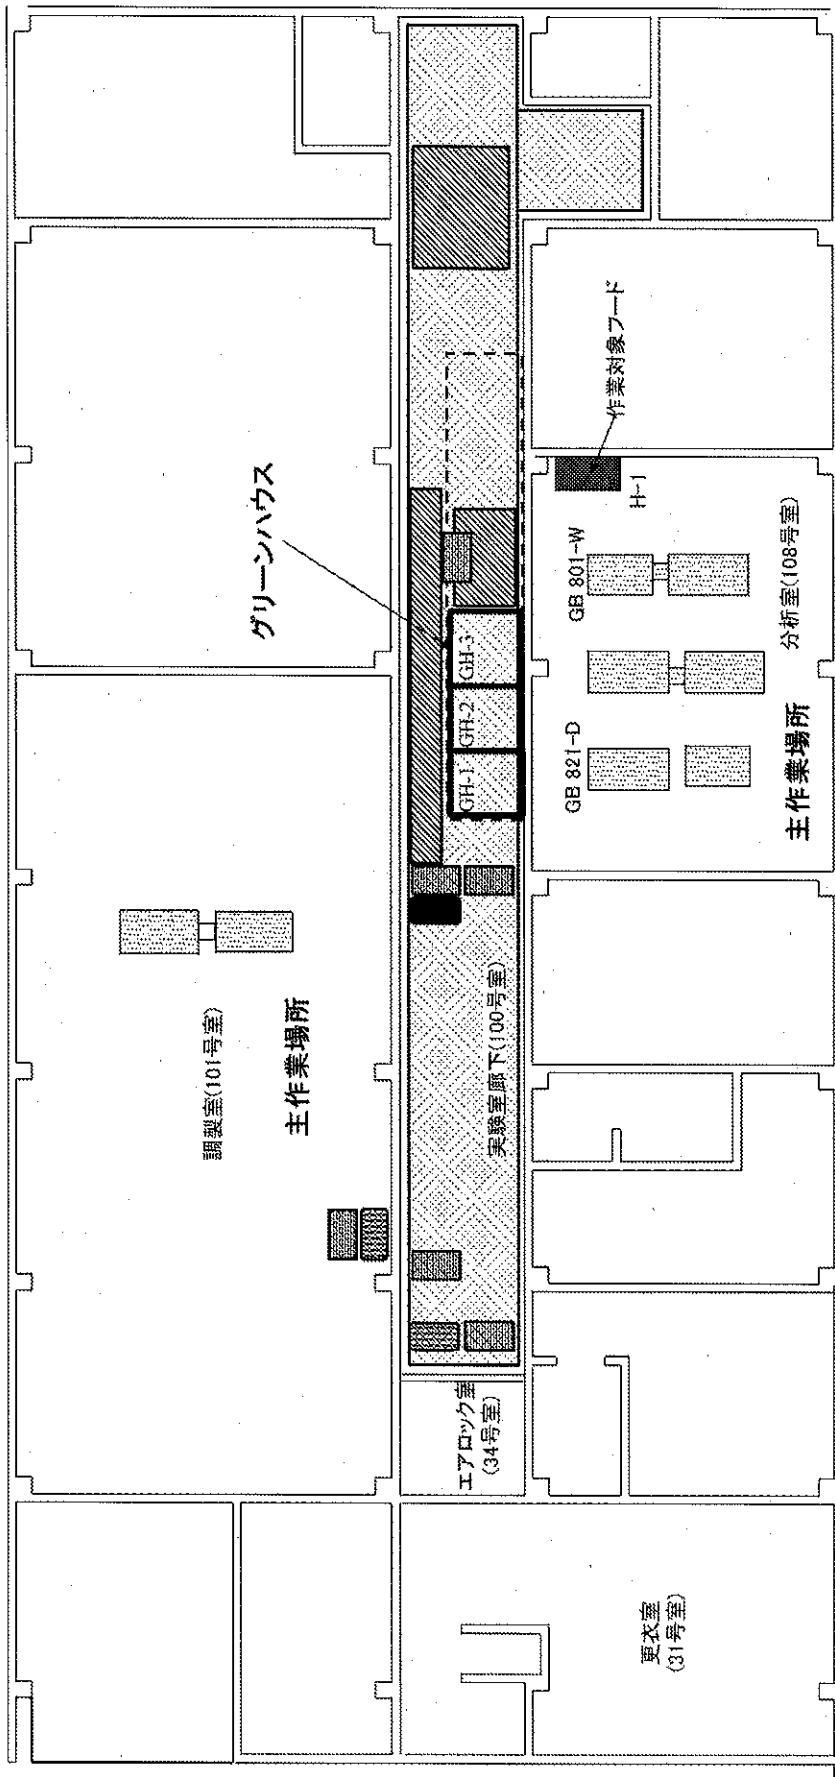 グリーンハウス
GH-1
GH-2
GH-3
調製室(101号室)
主作業場所
実験室廊下(100号室)
エアロック室
(34号室)
更衣室
(31号室)
作業対象フード
H-1
GB 801-W
GB 821-D
分析室(108号室)
主作業場所